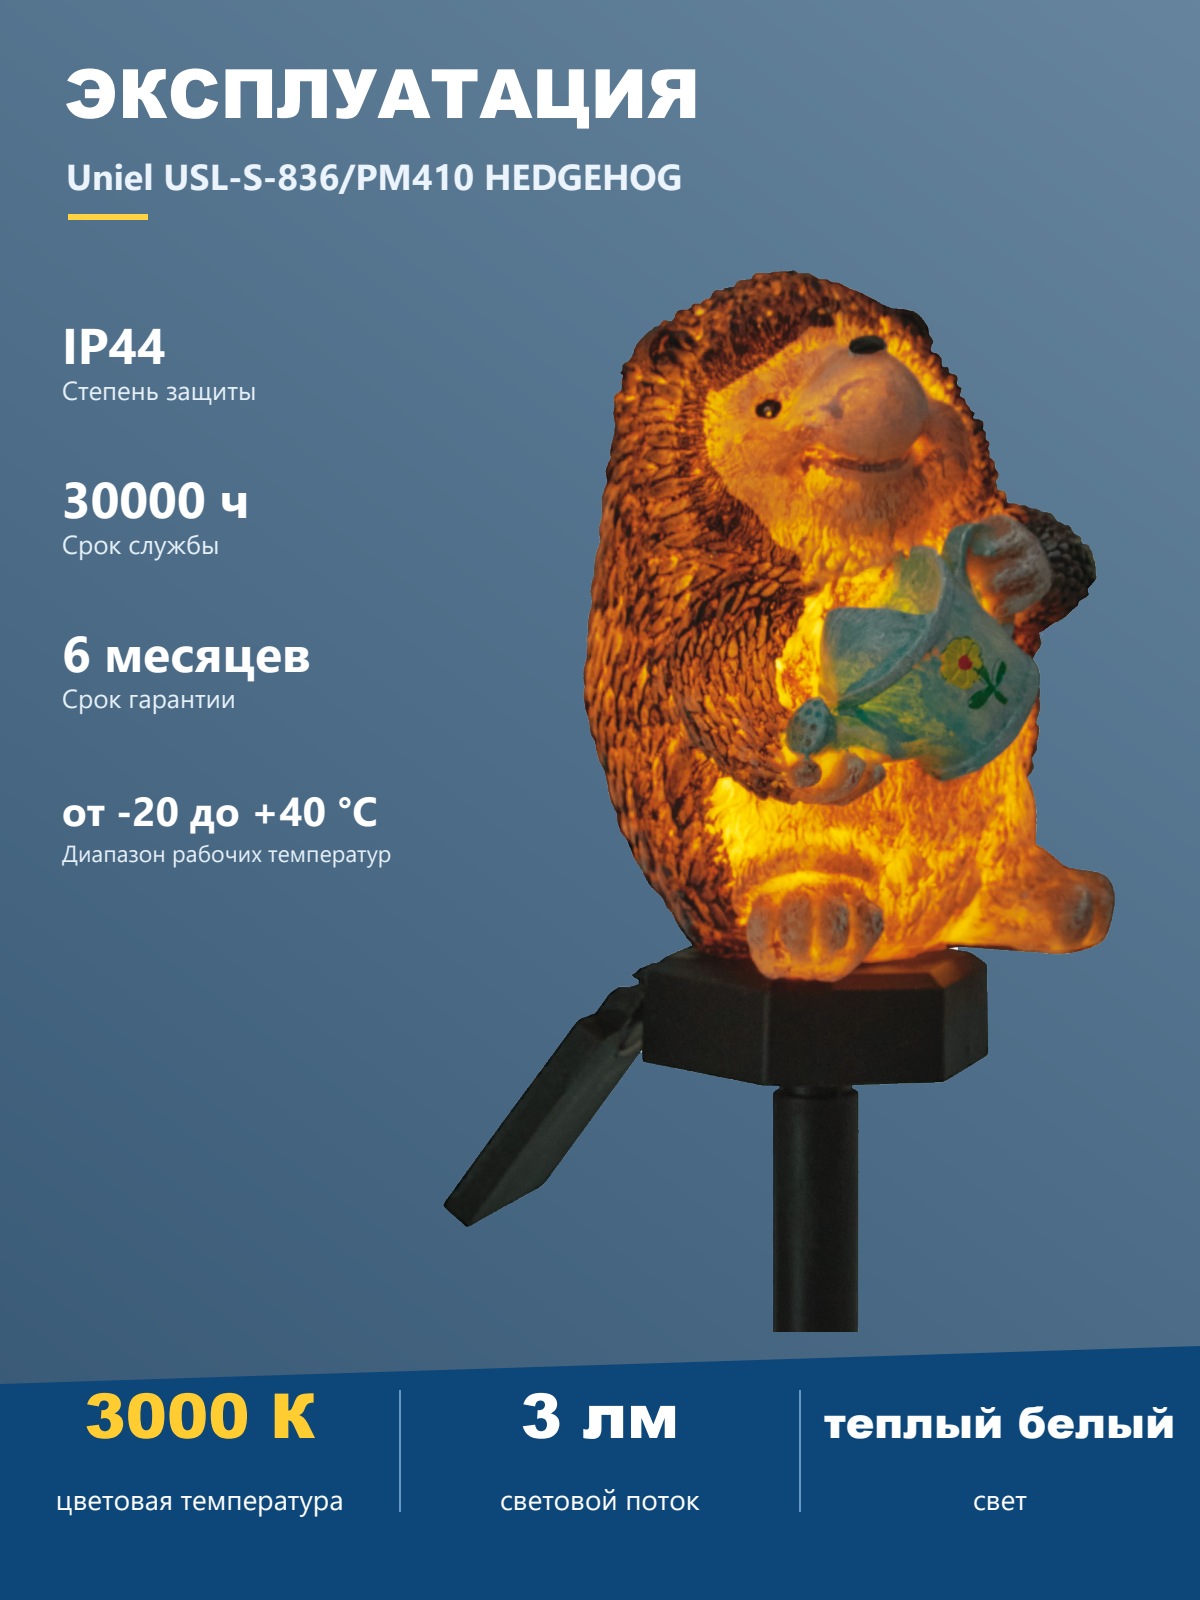 ЭКСПЛУАТАЦИЯ
Uniel USL-S-836/PM410 HEDGEHOG
IP44
Степень защиты
30000 ч
Срок службы
6 месяцев
Срок гарантии
от -20 до +40 °C
Диапазон рабочих температур
3000 К
цветовая температура
3 лм
световой поток
теплый белый
свет